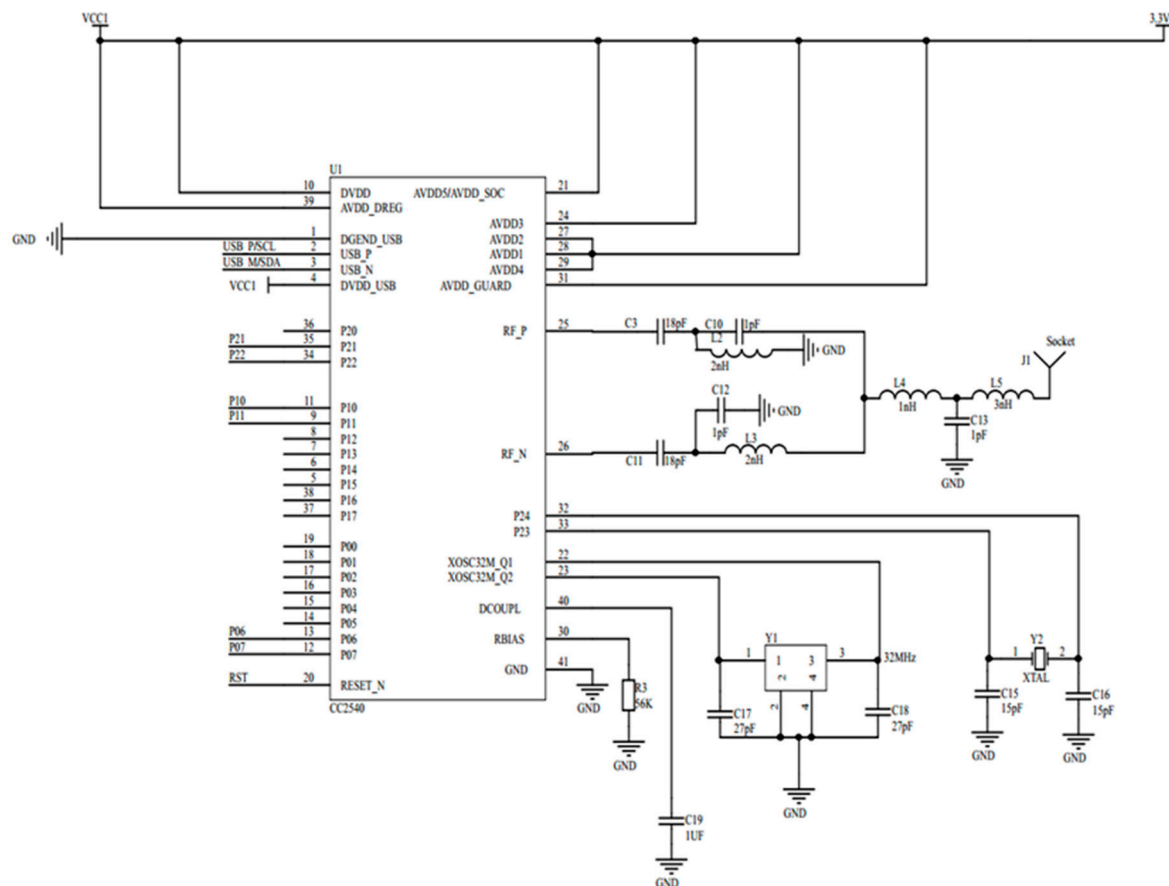 VCC1
3.3V
U1
10 DVDD AVDD5/AVDD_SOC 21
39 AVDD_DREG
AVDD3 24
GND 1 DGEND_USB AVDD2 27
USB P/SCL 2 USB_P AVDD1 28
USB M/SDA 3 USB_N AVDD4 29
VCC1 4 DVDD_USB AVDD_GUARD 31
36 P20 RF_P 25 C3 18pF C10 1pF
P21 35 P21 L2 GND
P22 34 P22 2nH
Socket
J1
C12 GND
1pF
L4 L5
1nH 3nH
C13
1pF
GND
P10 11 P10
P11 9 P11
8 P12
7 P13 RF_N 26 C11 18pF L3
2nH
6 P14
5 P15
38 P16
37 P17 P24 32
P23 33
19 P00
18 P01 XOSC32M_Q1 22
17 P02 XOSC32M_Q2 23
16 P03
15 P04 DCOUPL 40
14 P05
P06 13 P06 RBIAS 30
P07 12 P07
GND 41
RST 20 RESET_N
CC2540
GND
R3
56K
GND
Y1
1 1 3 3 32MHz
2 4
2 4
C17
27pF
C18
27pF
GND
Y2
1 2
XTAL
C15
15pF
C16
15pF
GND
GND
C19
1UF
GND